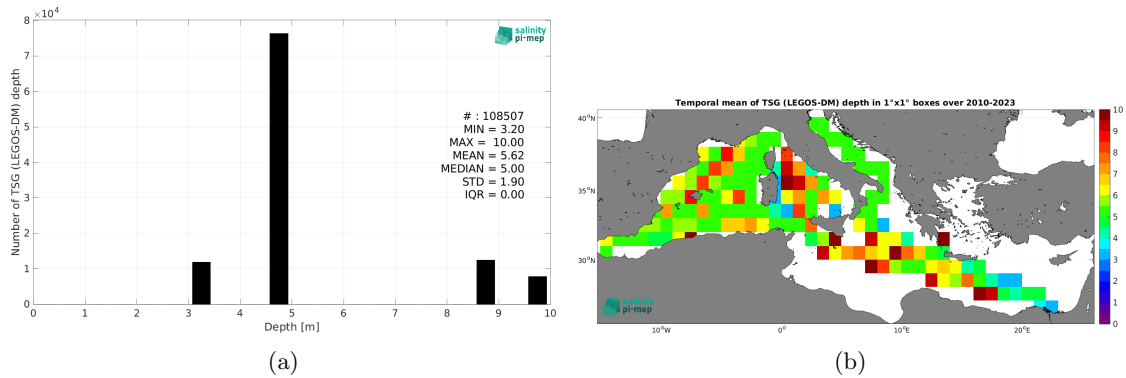 8 ×10⁴
7
6
5
4
3
2
1
0
Number of TSG (LEGOS-DM) depth
salinity
pi-mep
# : 108507
MIN = 3.20
MAX = 10.00
MEAN = 5.62
MEDIAN = 5.00
STD = 1.90
IQR = 0.00
0 1 2 3 4 5 6 7 8 9 10
Depth [m]
(a)
Temporal mean of TSG (LEGOS-DM) depth in 1°x1° boxes over 2010-2023
40°N
35°N
30°N
salinity
pi-mep
10°W 0° 10°E 20°E
10
9
8
7
6
5
4
3
2
1
0
(b)